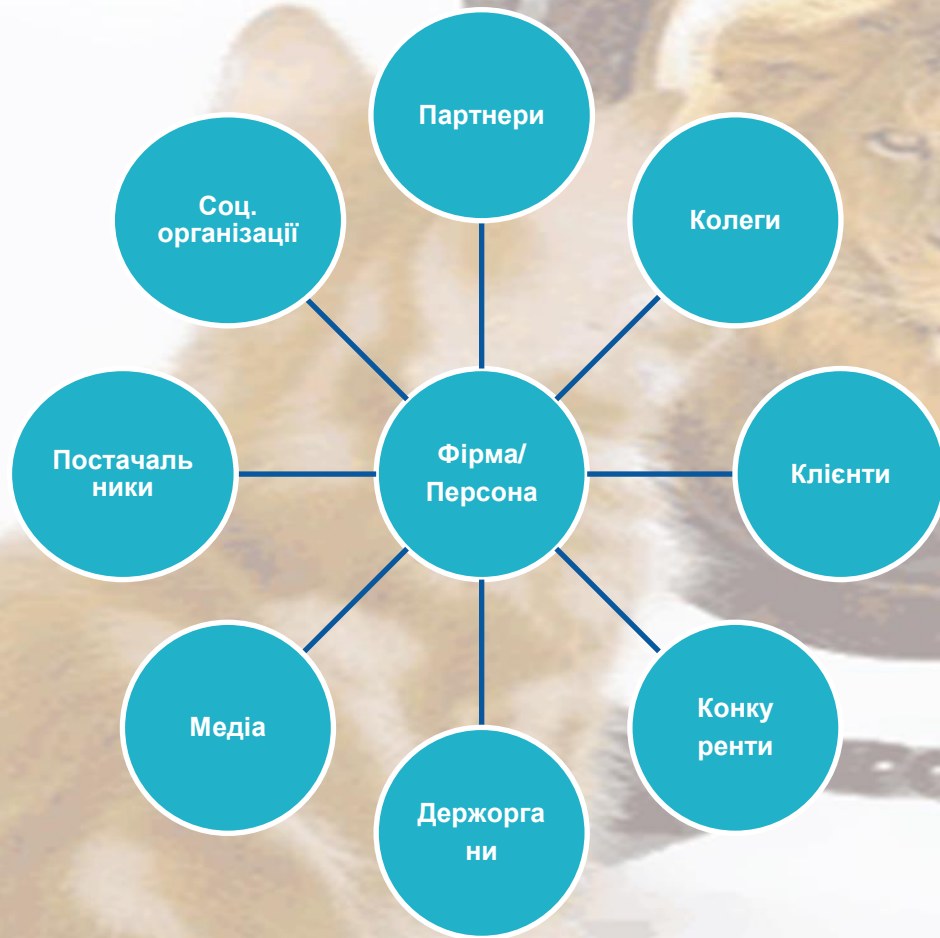 Партнери
Соц.
організації
Колеги
Постачаль
ники
Фірма/
Персона
Клієнти
Медіа
Конку
ренти
Держорга
ни